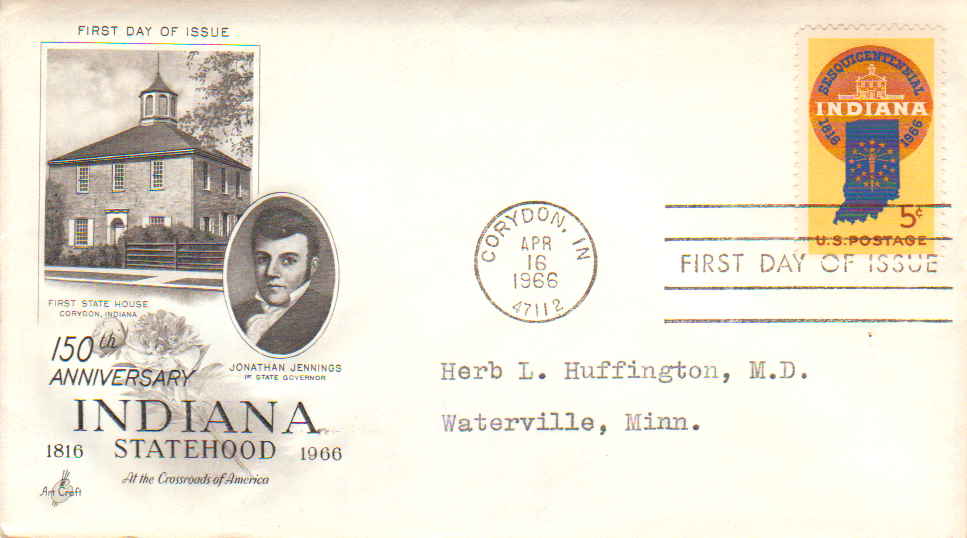 FIRST DAY OF ISSUE
FIRST STATE HOUSE
CORYDON, INDIANA
JONATHAN JENNINGS
1ST STATE GOVERNOR
150th
ANNIVERSARY
INDIANA
1816 STATEHOOD 1966
At the Crossroads of America
Art Craft
CORYDON, IN
APR
16
1966
47112
SESQUICENTENNIAL
INDIANA
1816 1966
5¢
U.S. POSTAGE
FIRST DAY OF ISSUE
Herb L. Huffington, M.D.
Waterville, Minn.